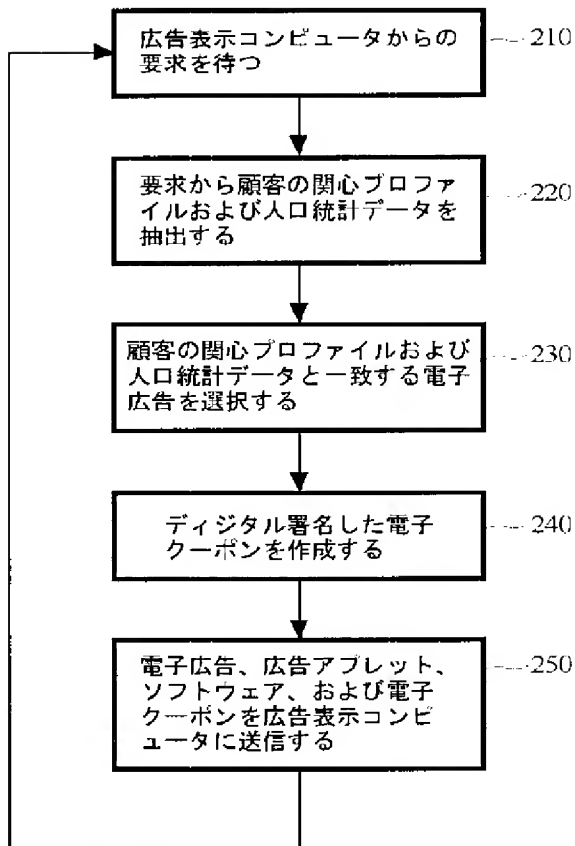 広告表示コンピュータからの
要求を待つ
210
要求から顧客の関心プロファ
イルおよび人口統計データを
抽出する
220
顧客の関心プロファイルおよび
人口統計データと一致する電子
広告を選択する
230
ディジタル署名した電子
クーポンを作成する
240
電子広告、広告アプレット、
ソフトウェア、および電子
クーポンを広告表示コンピ
ュータに送信する
250